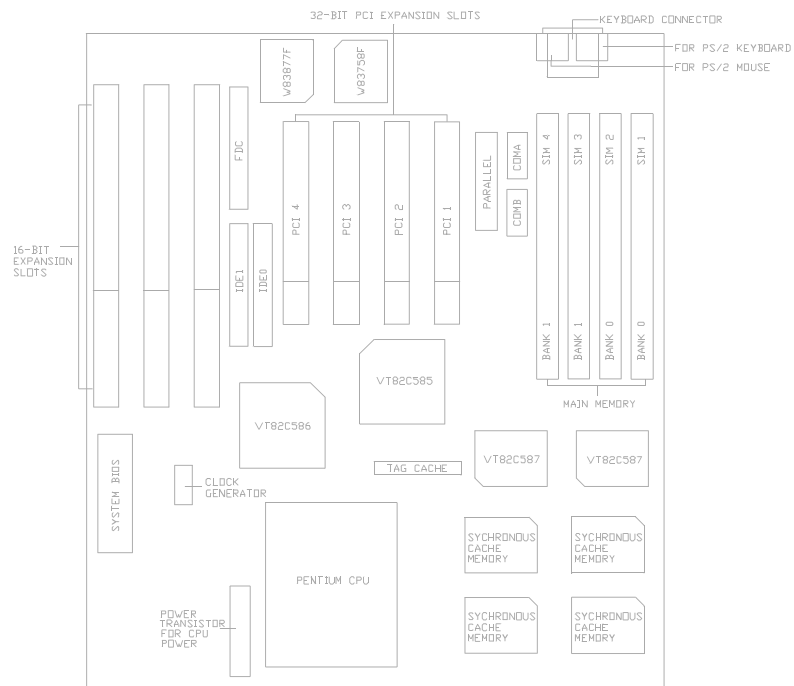 32-BIT PCI EXPANSION SLOTS
KEYBOARD CONNECTOR
FOR PS/2 KEYBOARD
FOR PS/2 MOUSE
W83877F
W83758F
FDC
PCI 4
PCI 3
PCI 2
PCI 1
PARALLEL
COMA
COMB
SIM 4
SIM 3
SIM 2
SIM 1
16-BIT
EXPANSION
SLOTS
IDE1
IDE0
BANK 1
BANK 1
BANK 0
BANK 0
MAIN MEMORY
VT82C585
VT82C586
TAG CACHE
VT82C587
VT82C587
SYSTEM BIOS
CLOCK
GENERATOR
PENTIUM CPU
SYCHRONOUS
CACHE
MEMORY
SYCHRONOUS
CACHE
MEMORY
POWER
TRANSISTOR
FOR CPU
POWER
SYCHRONOUS
CACHE
MEMORY
SYCHRONOUS
CACHE
MEMORY